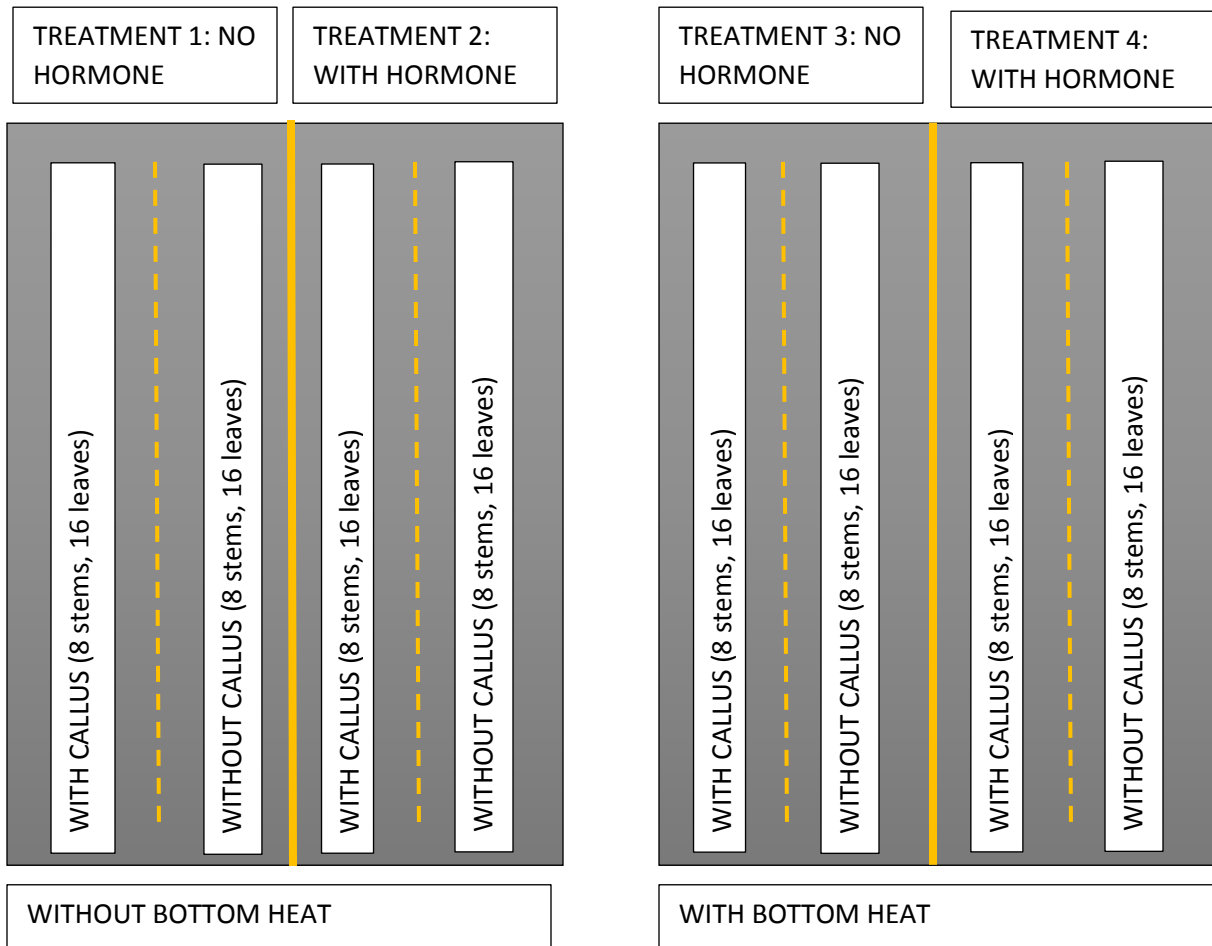 TREATMENT 1: NO
HORMONE
TREATMENT 2:
WITH HORMONE
TREATMENT 3: NO
HORMONE
TREATMENT 4:
WITH HORMONE
WITH CALLUS (8 stems, 16 leaves)
WITHOUT CALLUS (8 stems, 16 leaves)
WITH CALLUS (8 stems, 16 leaves)
WITHOUT CALLUS (8 stems, 16 leaves)
WITH CALLUS (8 stems, 16 leaves)
WITHOUT CALLUS (8 stems, 16 leaves)
WITH CALLUS (8 stems, 16 leaves)
WITHOUT CALLUS (8 stems, 16 leaves)
WITHOUT BOTTOM HEAT
WITH BOTTOM HEAT